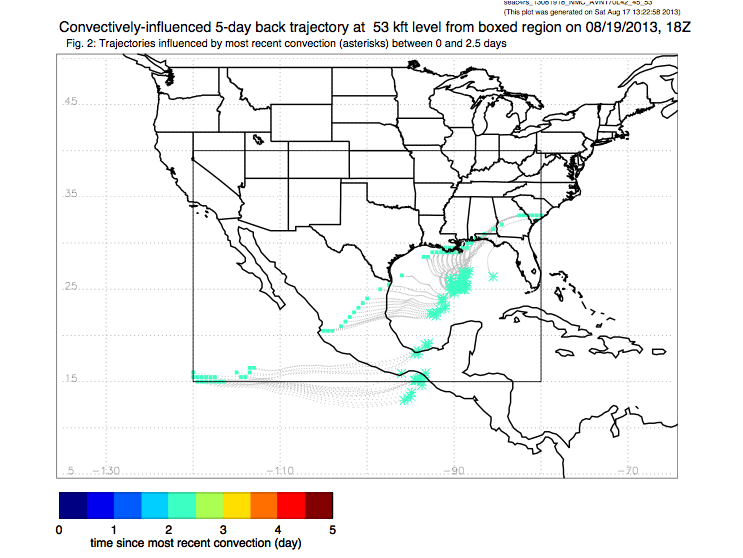 (This plot was generated on Sat Aug 17 13:22:58 2013)
Convectively-influenced 5-day back trajectory at 53 kft level from boxed region on 08/19/2013, 18Z
Fig. 2: Trajectories influenced by most recent convection (asterisks) between 0 and 2.5 days
45
35
25
15
5 -130 -110 -90 -70
0 1 2 3 4 5
time since most recent convection (day)